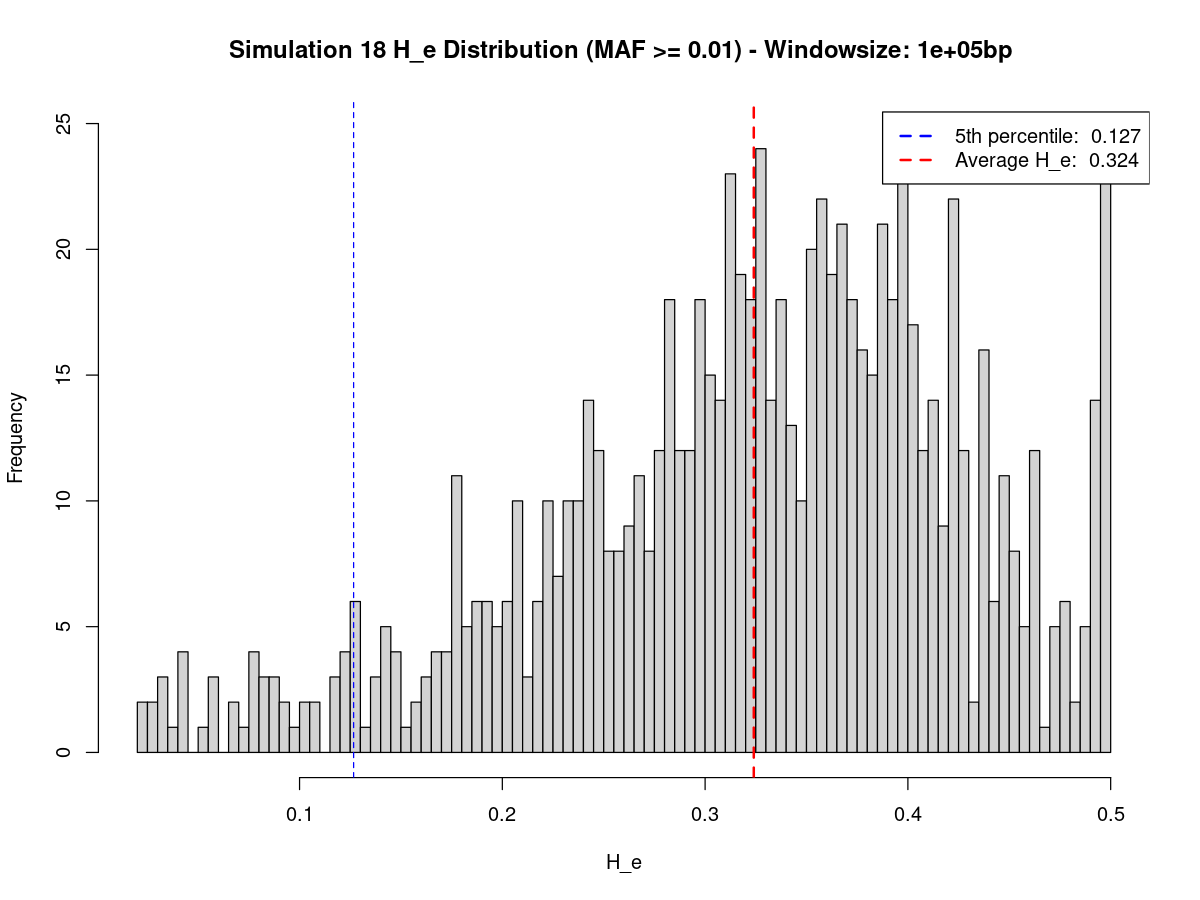 Simulation 18 H_e Distribution (MAF >= 0.01) - Windowsize: 1e+05bp
25
20
15
10
5
0
Frequency
5th percentile: 0.127
Average H_e: 0.324
0.1 0.2 0.3 0.4 0.5
H_e